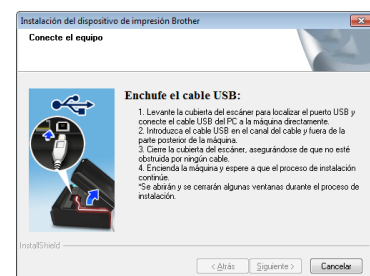 Instalación del dispositivo de impresión Brother
Conecte el equipo
Enchufe el cable USB:
1. Levante la cubierta del escáner para localizar el puerto USB y
conecte el cable USB del PC a la máquina directamente.
2. Introduzca el cable USB en el canal del cable y fuera de la
parte posterior de la máquina.
3. Cierre la cubierta del escáner, asegurándose de que no esté
obstruida por ningún cable.
4. Encienda la máquina y espere a que el proceso de instalación
continúe.
*Se abrirán y se cerrarán algunas ventanas durante el proceso de
instalación.
InstallShield
< Atrás
Siguiente >
Cancelar